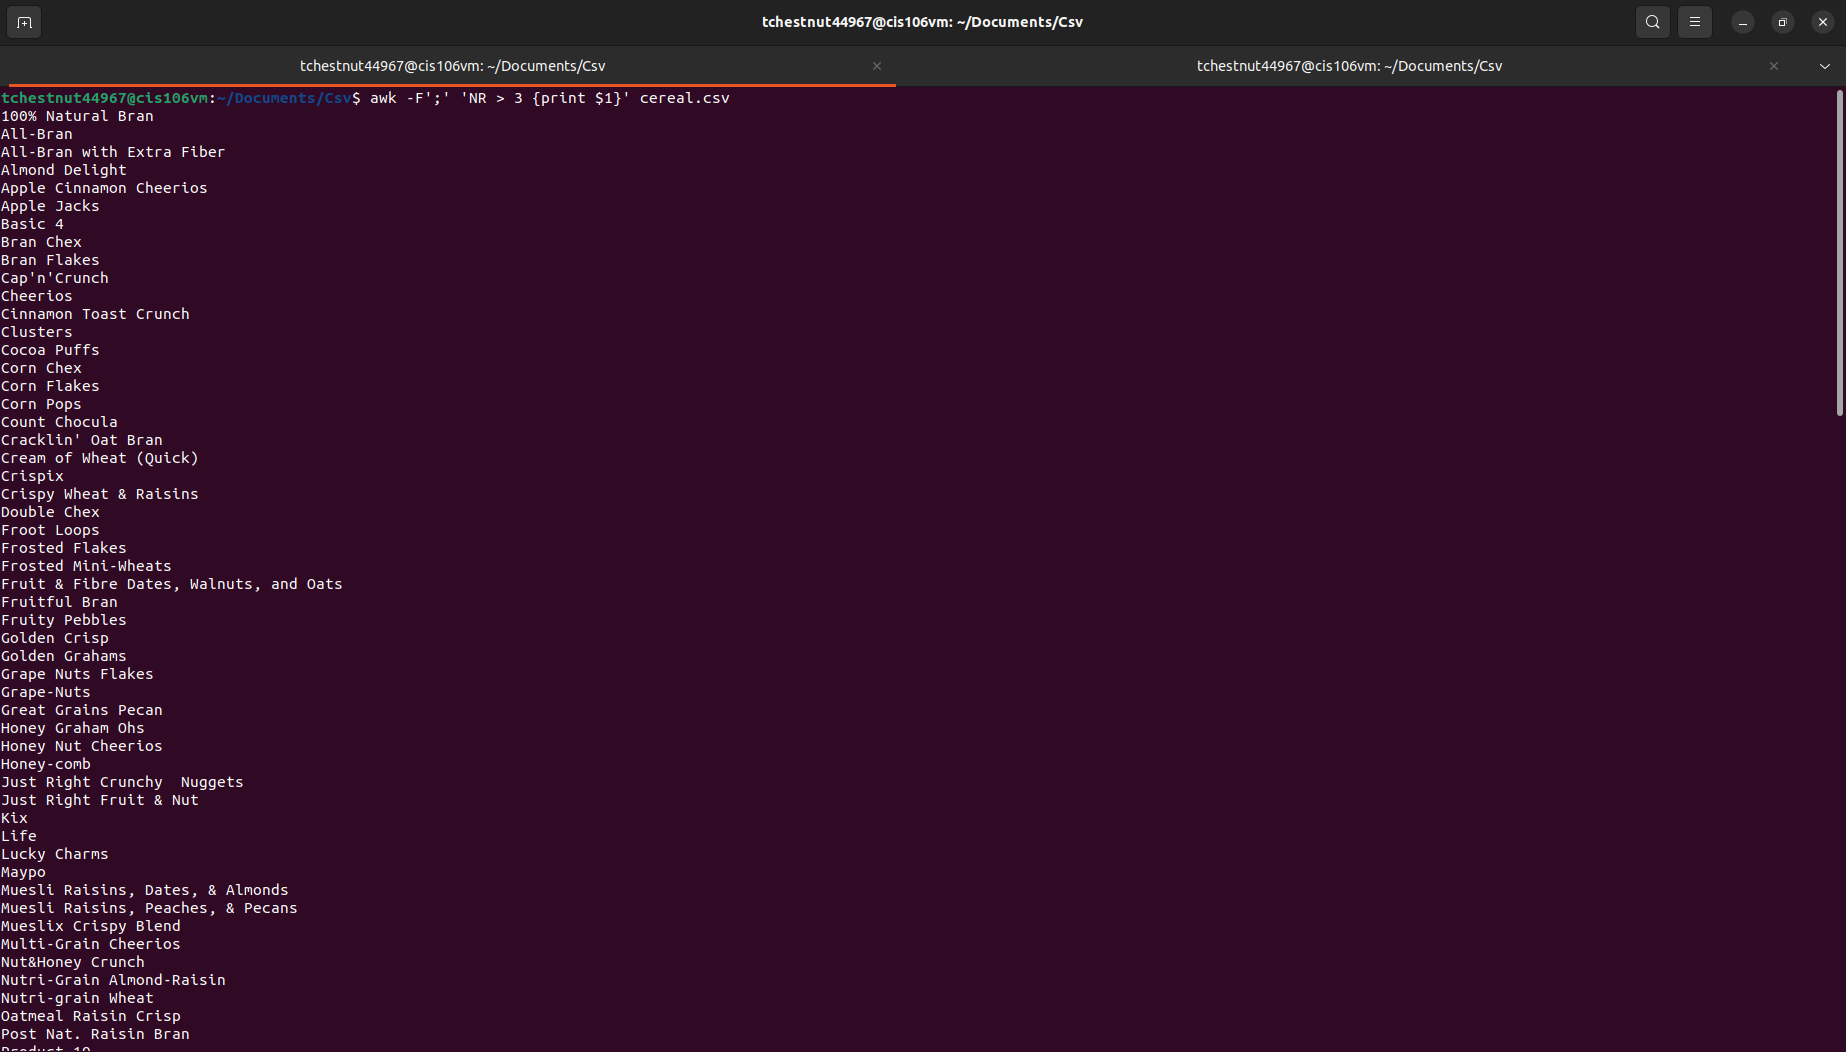 tchestnut44967@cis106vm: ~/Documents/Csv
tchestnut44967@cis106vm: ~/Documents/Csv
tchestnut44967@cis106vm: ~/Documents/Csv
tchestnut44967@cis106vm:~/Documents/Csv$ awk -F';' 'NR > 3 {print $1}' cereal.csv
100% Natural Bran
All-Bran
All-Bran with Extra Fiber
Almond Delight
Apple Cinnamon Cheerios
Apple Jacks
Basic 4
Bran Chex
Bran Flakes
Cap'n'Crunch
Cheerios
Cinnamon Toast Crunch
Clusters
Cocoa Puffs
Corn Chex
Corn Flakes
Corn Pops
Count Chocula
Cracklin' Oat Bran
Cream of Wheat (Quick)
Crispix
Crispy Wheat & Raisins
Double Chex
Froot Loops
Frosted Flakes
Frosted Mini-Wheats
Fruit & Fibre Dates, Walnuts, and Oats
Fruitful Bran
Fruity Pebbles
Golden Crisp
Golden Grahams
Grape Nuts Flakes
Grape-Nuts
Great Grains Pecan
Honey Graham Ohs
Honey Nut Cheerios
Honey-comb
Just Right Crunchy  Nuggets
Just Right Fruit & Nut
Kix
Life
Lucky Charms
Maypo
Muesli Raisins, Dates, & Almonds
Muesli Raisins, Peaches, & Pecans
Mueslix Crispy Blend
Multi-Grain Cheerios
Nut&Honey Crunch
Nutri-Grain Almond-Raisin
Nutri-grain Wheat
Oatmeal Raisin Crisp
Post Nat. Raisin Bran
Product 19